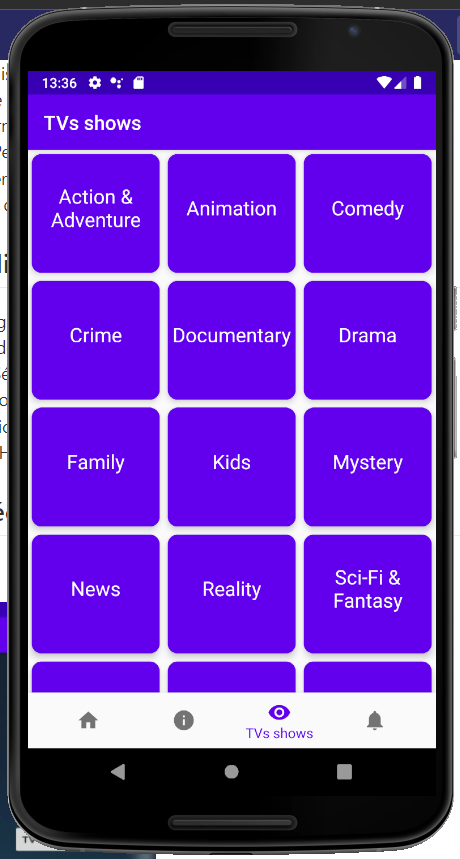 13:36
TVs shows
Action &
Adventure
Animation
Comedy
Crime
Documentary
Drama
Family
Kids
Mystery
News
Reality
Sci-Fi &
Fantasy
TVs shows